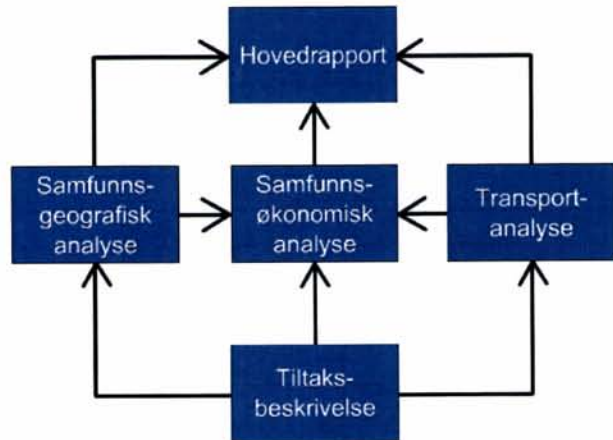 Hovedrapport
Samfunns-
geografisk
analyse
Samfunns-
økonomisk
analyse
Transport-
analyse
Tiltaks-
beskrivelse